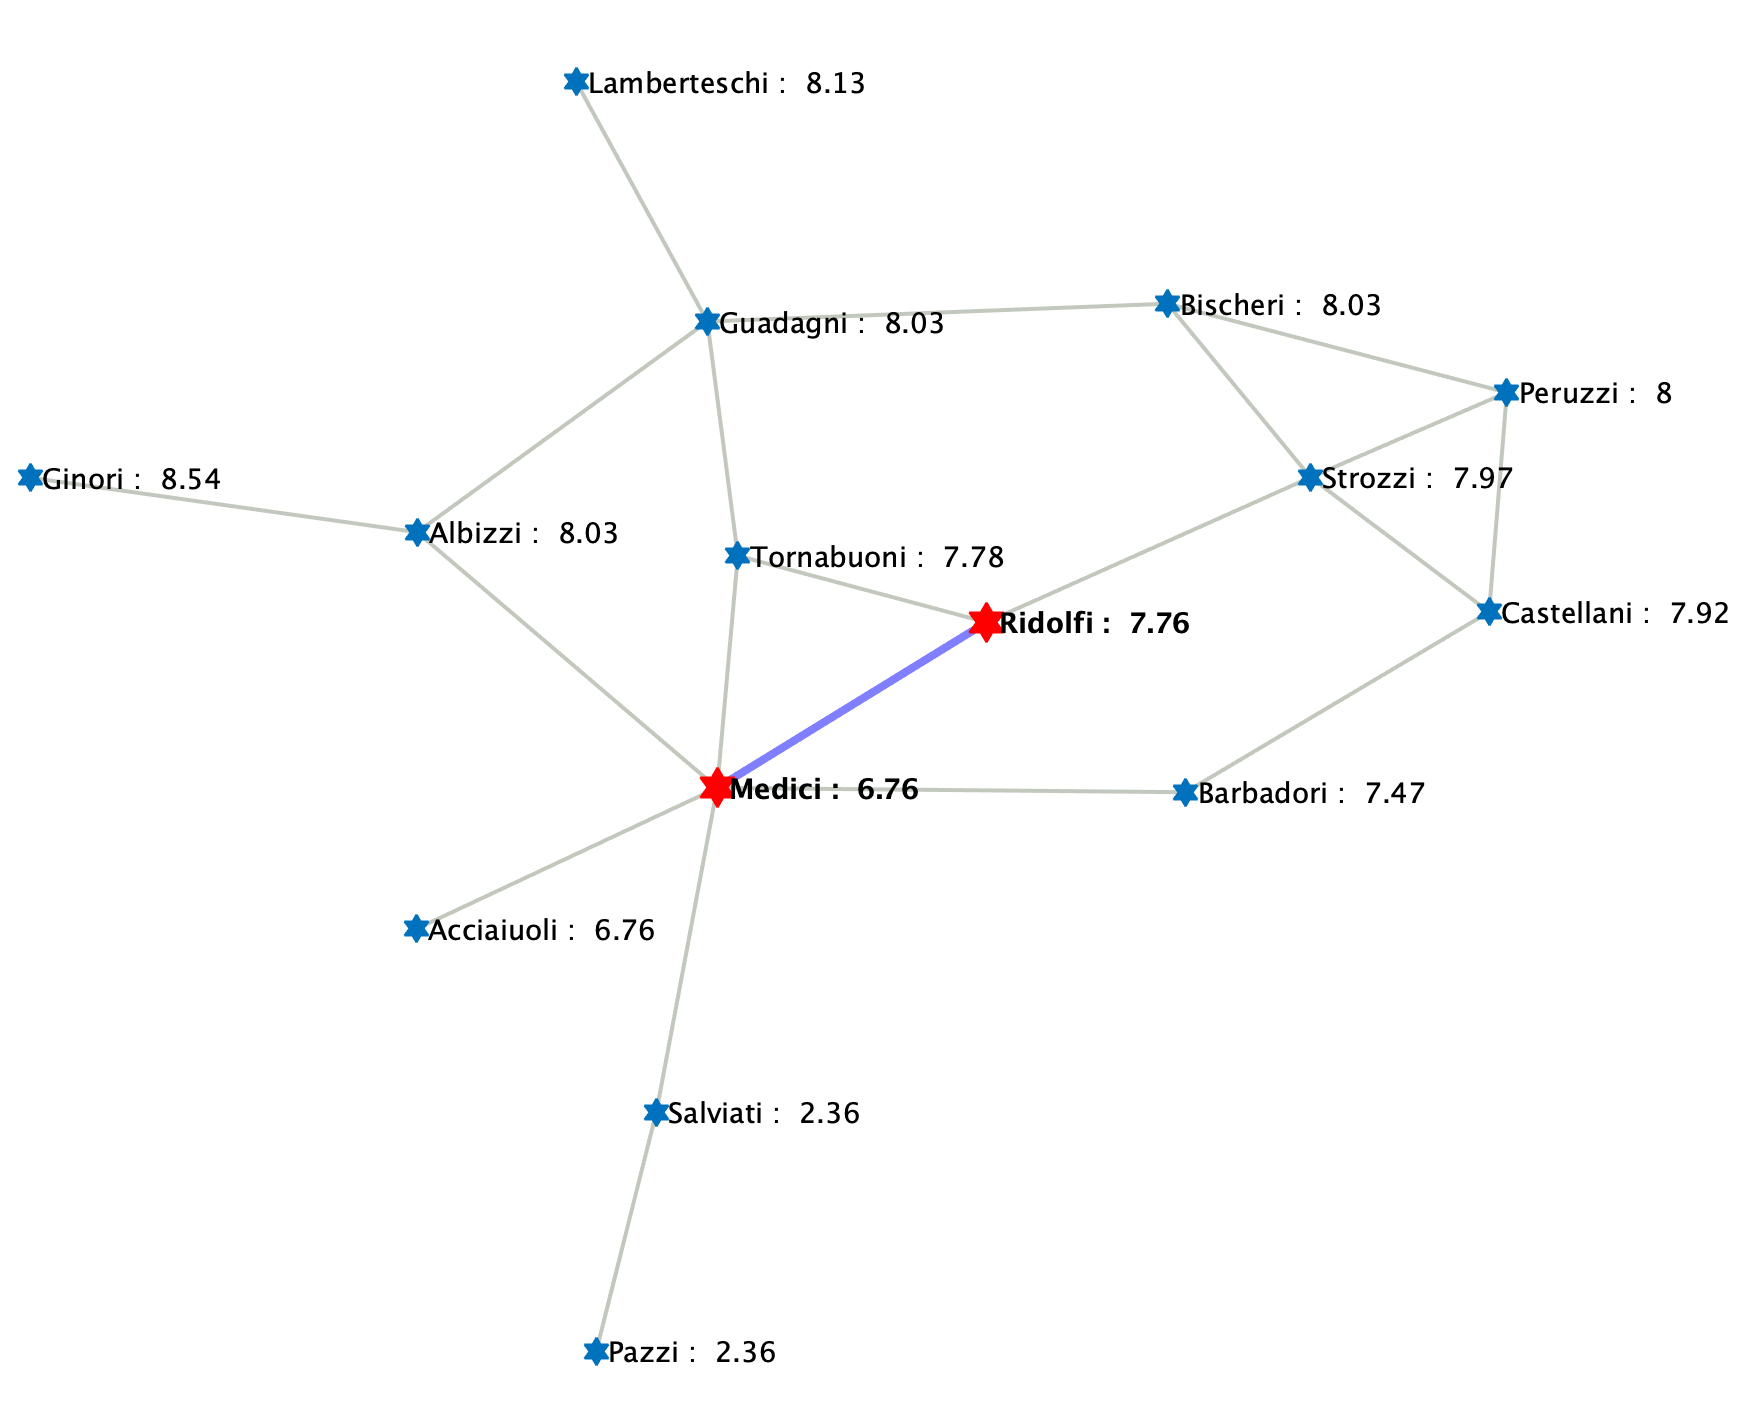 Lamberteschi :  8.13
Bischeri :  8.03
Guadagni :  8.03
Peruzzi :  8
Ginori :  8.54
Strozzi :  7.97
Albizzi :  8.03
Tornabuoni :  7.78
Castellani :  7.92
Ridolfi :  7.76
Medici :  6.76
Barbadori :  7.47
Acciaiuoli :  6.76
Salviati :  2.36
Pazzi :  2.36